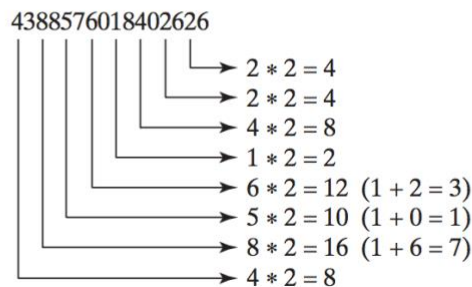 4388576018402626
2 * 2 = 4
2 * 2 = 4
4 * 2 = 8
1 * 2 = 2
6 * 2 = 12 (1 + 2 = 3)
5 * 2 = 10 (1 + 0 = 1)
8 * 2 = 16 (1 + 6 = 7)
4 * 2 = 8